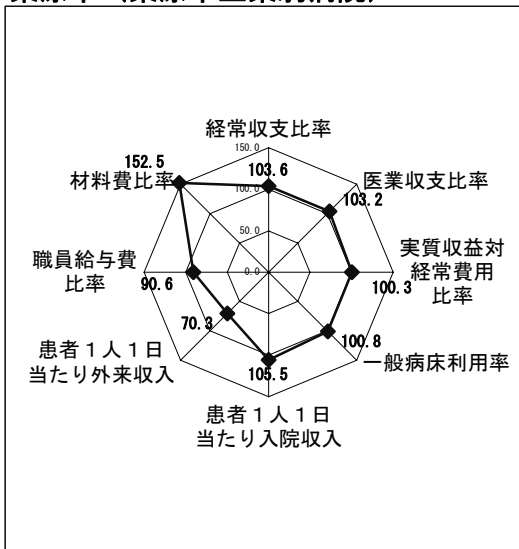 経常収支比率
150.0
152.5
103.6
材料費比率
100.0
医業収支比率
103.2
50.0
職員給与費
比率
90.6
0.0
実質収益対
経常費用
比率
100.3
70.3
100.8
患者１人１日
当たり外来収入
一般病床利用率
105.5
患者１人１日
当たり入院収入